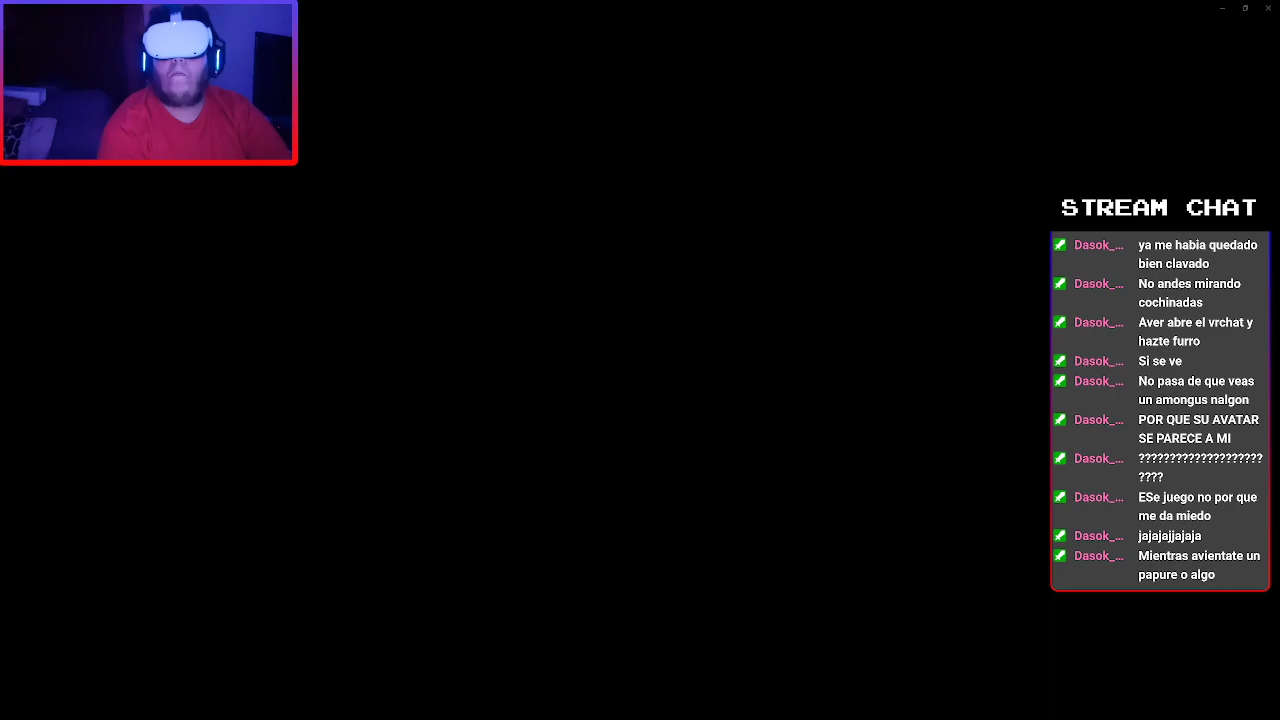 STREAM CHAT
Dasok_... ya me habia quedado
bien clavado
Dasok_... No andes mirando
cochinadas
Dasok_... Aver abre el vrchat y
hazte furro
Dasok_... Si se ve
Dasok_... No pasa de que veas
un amongus nalgon
Dasok_... POR QUE SU AVATAR
SE PARECE A MI
Dasok_... ????????????????????
????
Dasok_... ESe juego no por que
me da miedo
Dasok_... jajajajjajaja
Dasok_... Mientras avientate un
papure o algo